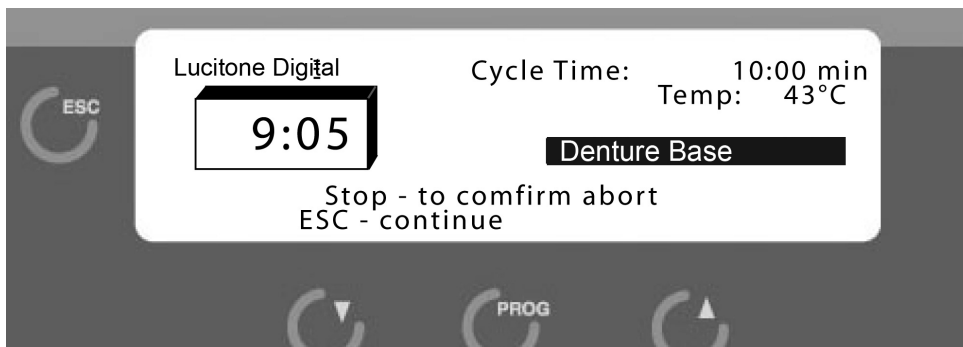 Lucitone Digital
Cycle Time: 10:00 min
Temp: 43°C
ESC
9:05
Denture Base
Stop - to comfirm abort
ESC - continue
PROG